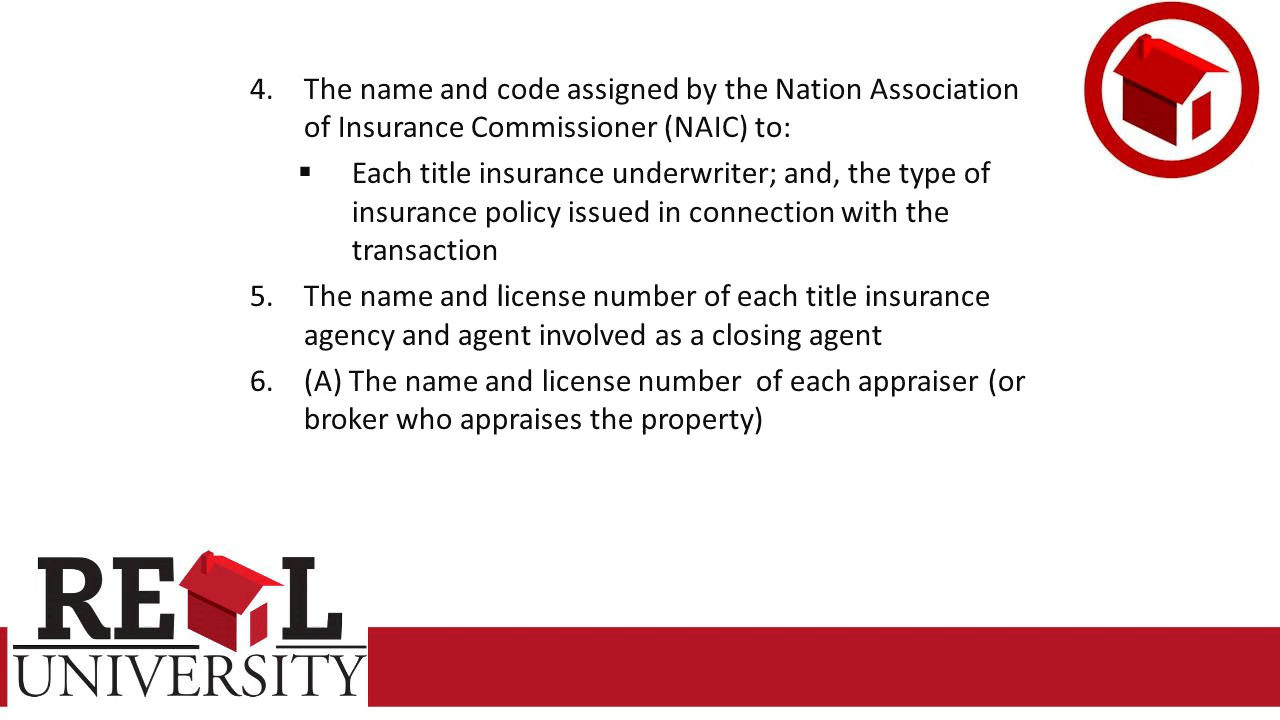 4. The name and code assigned by the Nation Association
of Insurance Commissioner (NAIC) to:
▪ Each title insurance underwriter; and, the type of
insurance policy issued in connection with the
transaction
5. The name and license number of each title insurance
agency and agent involved as a closing agent
6. (A) The name and license number  of each appraiser (or
broker who appraises the property)
REAL
UNIVERSITY